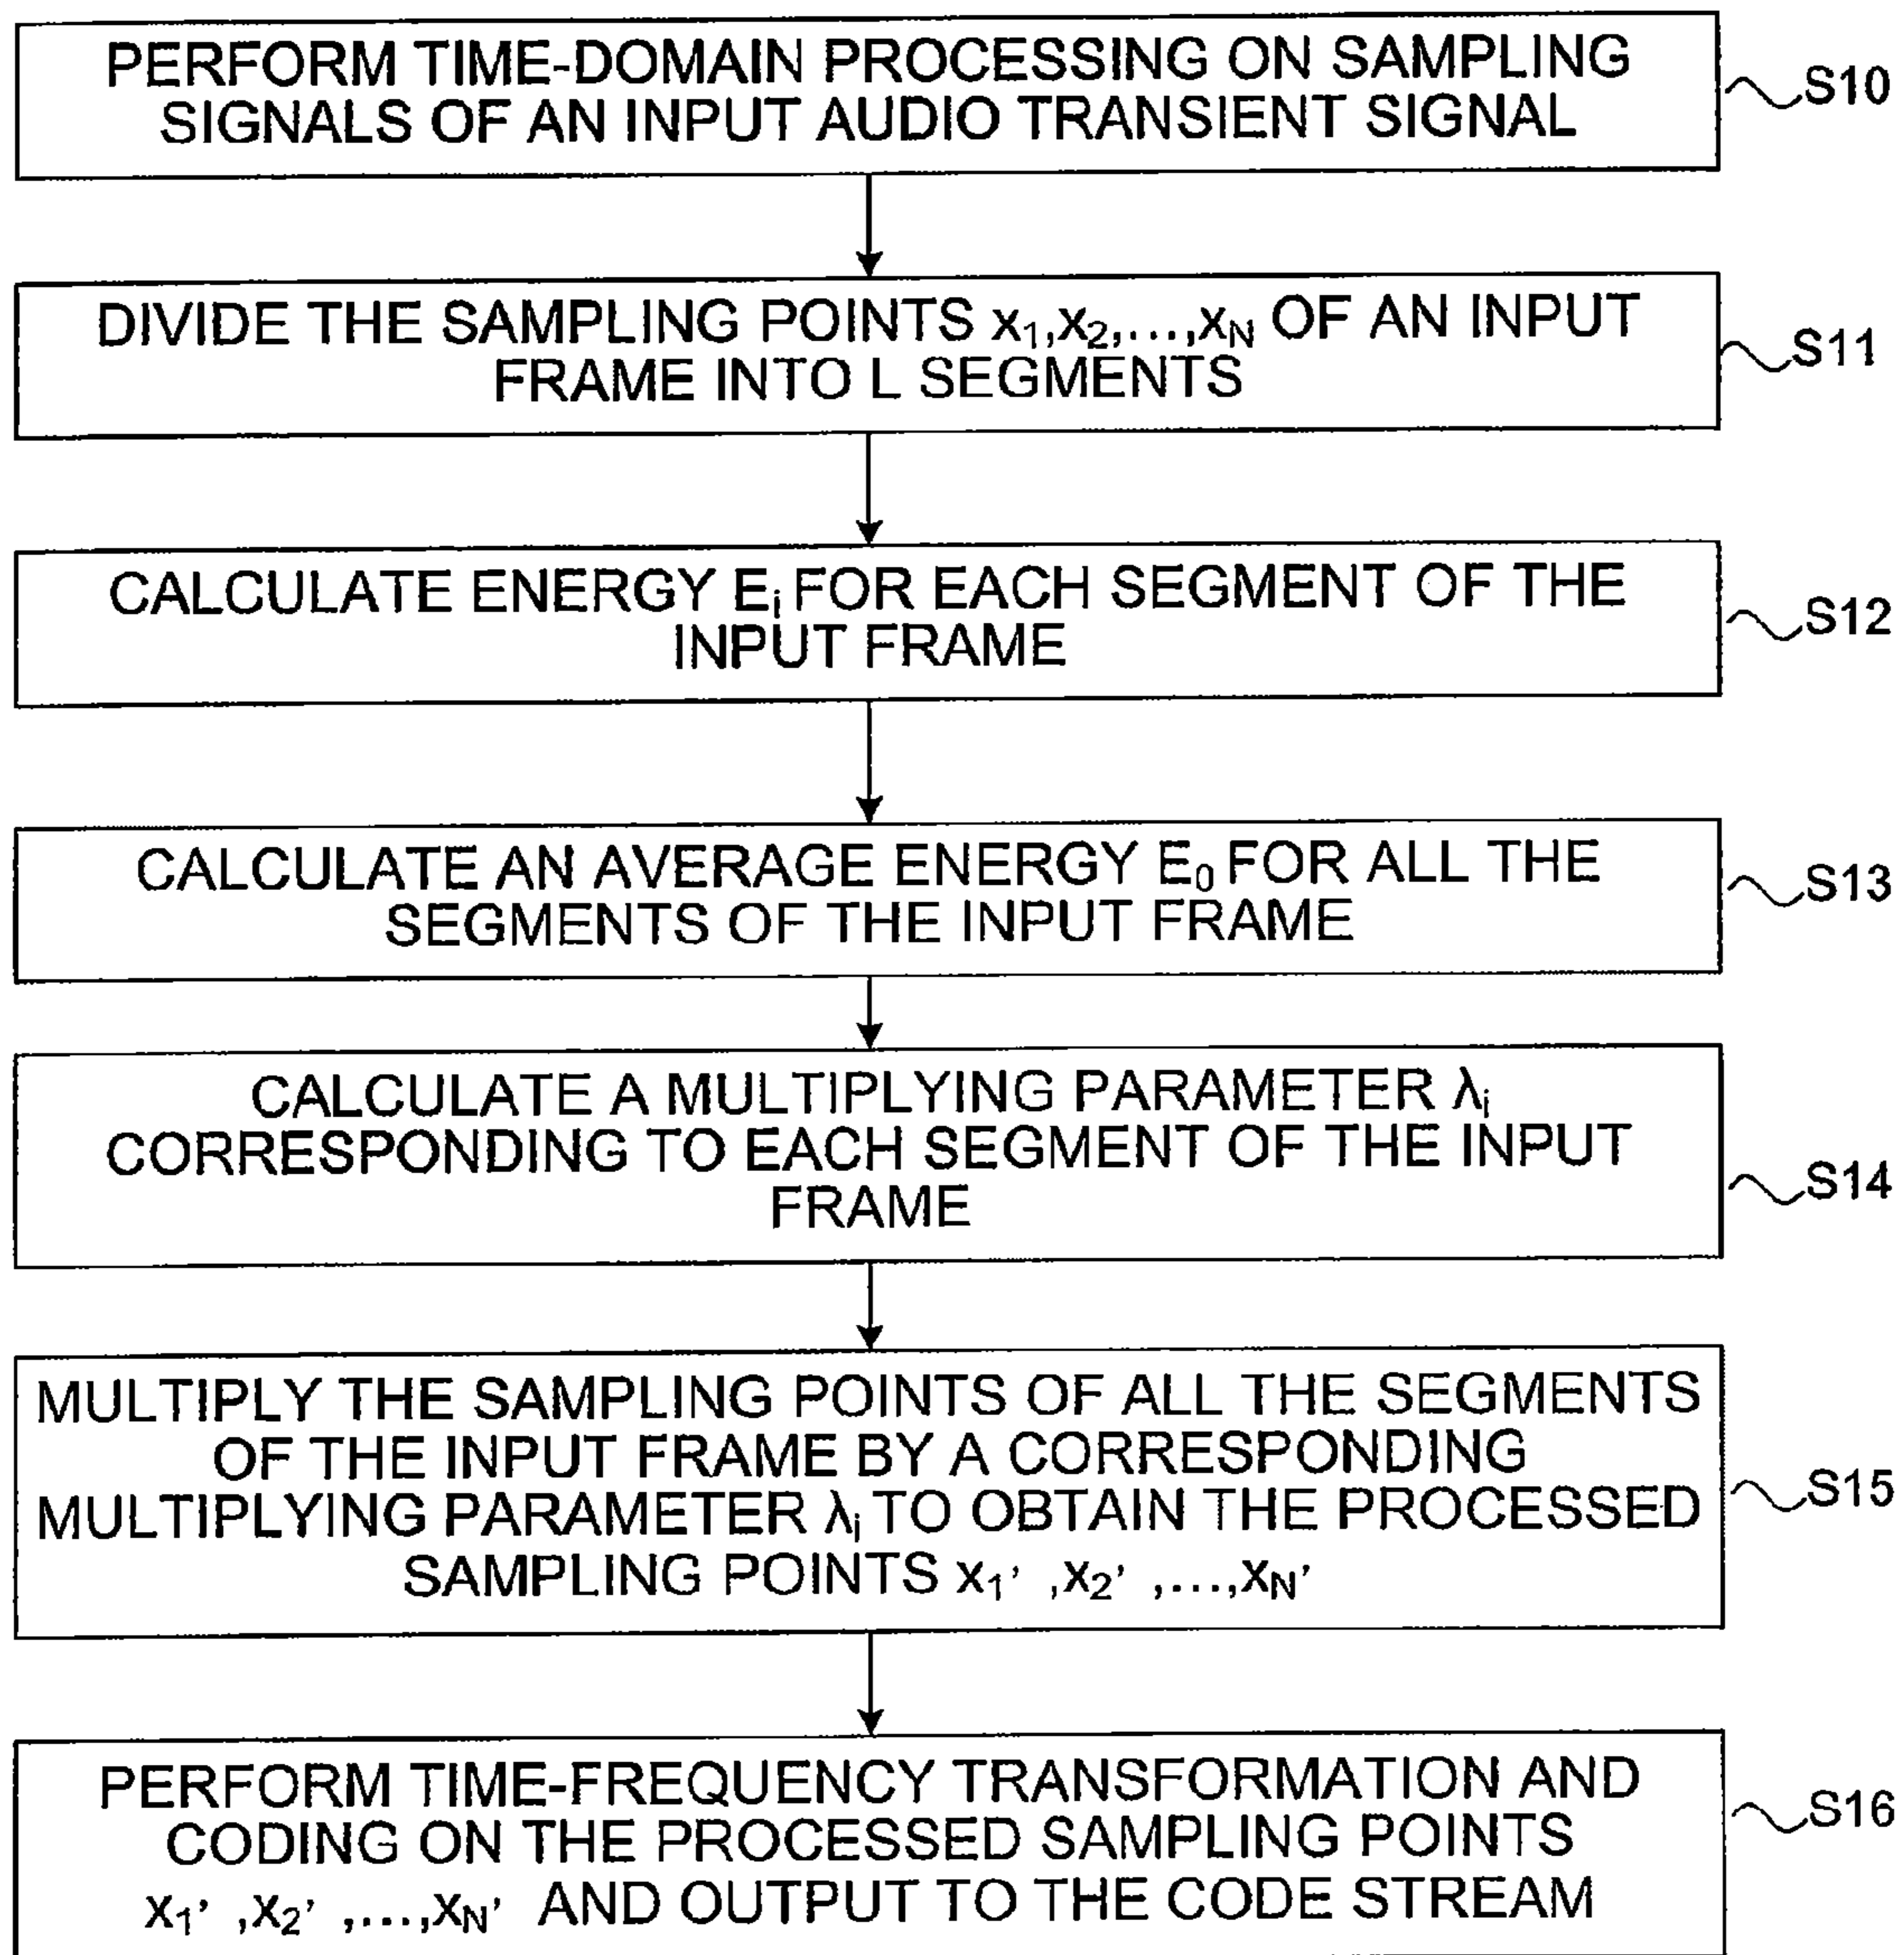 PERFORM TIME-DOMAIN PROCESSING ON SAMPLING
SIGNALS OF AN INPUT AUDIO TRANSIENT SIGNAL
S10
DIVIDE THE SAMPLING POINTS x₁,x₂,...,x_N OF AN INPUT
FRAME INTO L SEGMENTS
S11
CALCULATE ENERGY Eᵢ FOR EACH SEGMENT OF THE
INPUT FRAME
S12
CALCULATE AN AVERAGE ENERGY E₀ FOR ALL THE
SEGMENTS OF THE INPUT FRAME
S13
CALCULATE A MULTIPLYING PARAMETER λᵢ
CORRESPONDING TO EACH SEGMENT OF THE INPUT
FRAME
S14
MULTIPLY THE SAMPLING POINTS OF ALL THE SEGMENTS
OF THE INPUT FRAME BY A CORRESPONDING
MULTIPLYING PARAMETER λᵢ TO OBTAIN THE PROCESSED
SAMPLING POINTS x₁' ,x₂' ,...,x_N'
S15
PERFORM TIME-FREQUENCY TRANSFORMATION AND
CODING ON THE PROCESSED SAMPLING POINTS
x₁' ,x₂' ,...,x_N' AND OUTPUT TO THE CODE STREAM
S16